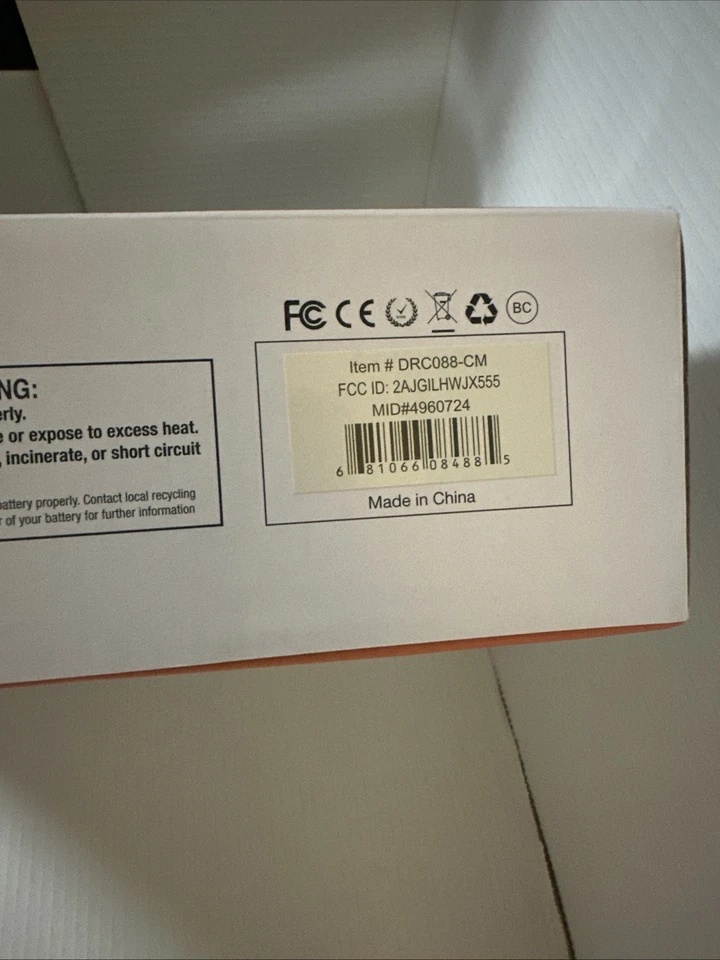 FC CE BC
NG:
erly.
e or expose to excess heat.
, incinerate, or short circuit
battery properly. Contact local recycling
r of your battery for further information
Item # DRC088-CM
FCC ID: 2AJGILHWJX555
MID#4960724
6 81066 08488 5
Made in China